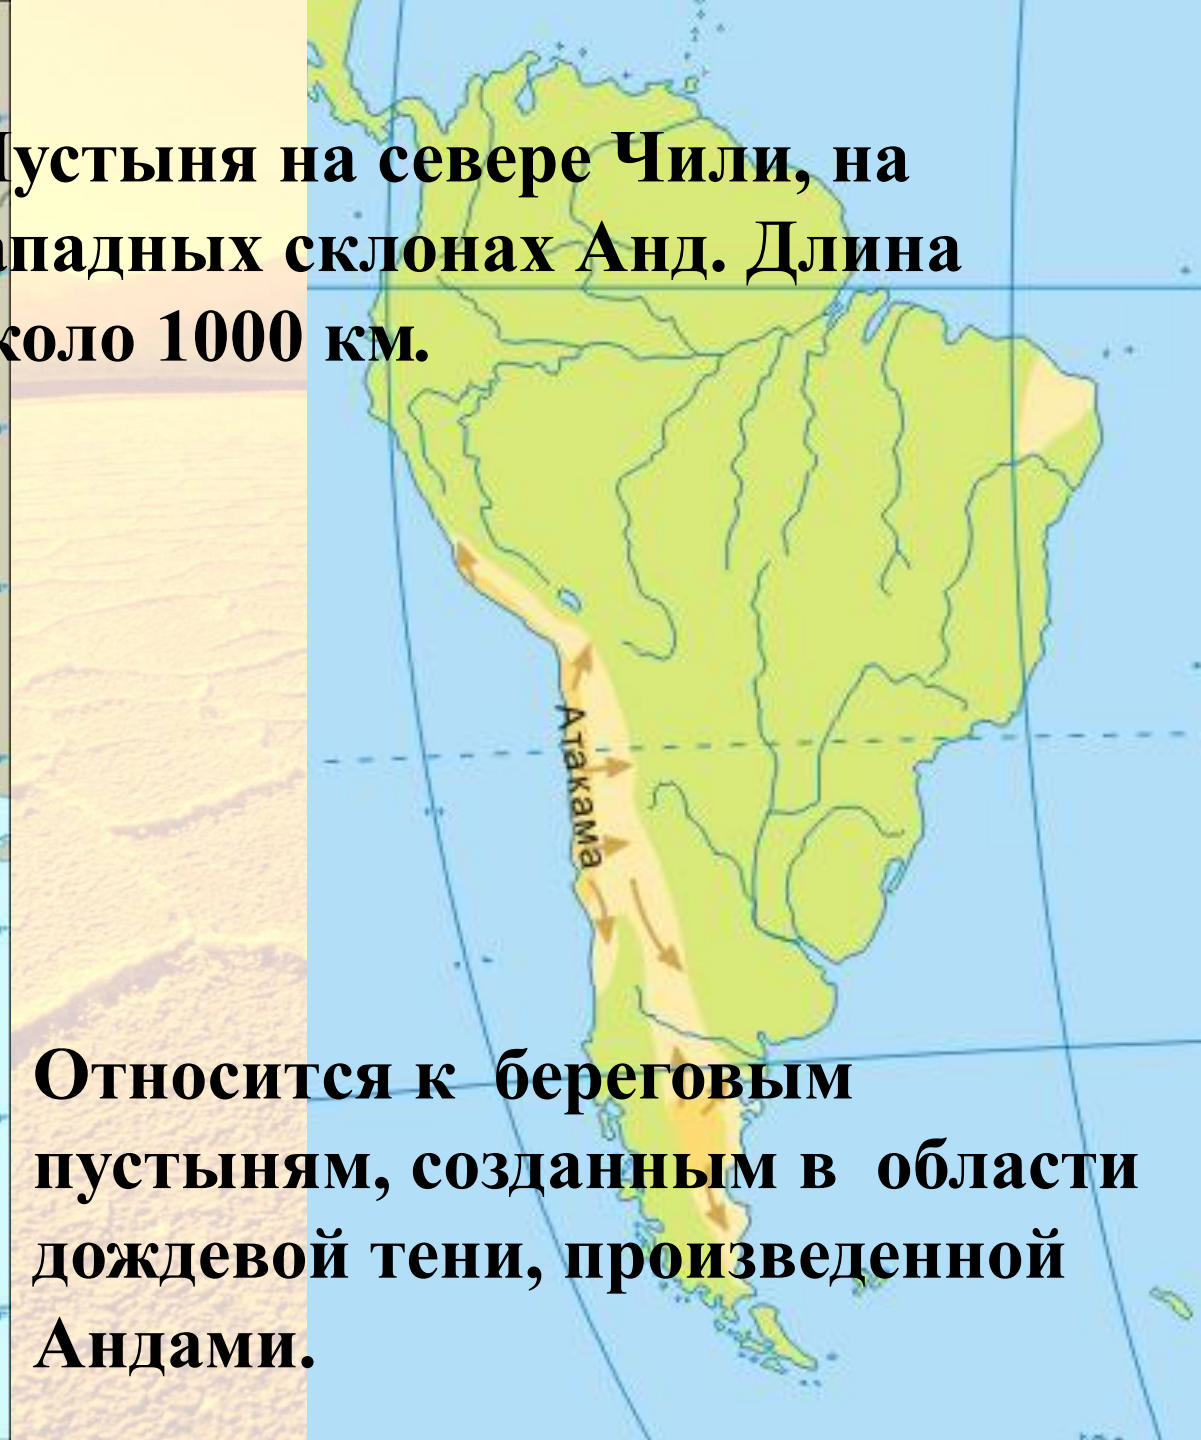 устыня на севере Чили, на
ападных склонах Анд. Длина
коло 1000 км.
Атакама
Относится к береговым
пустыням, созданным в области
дождевой тени, произведенной
Андами.